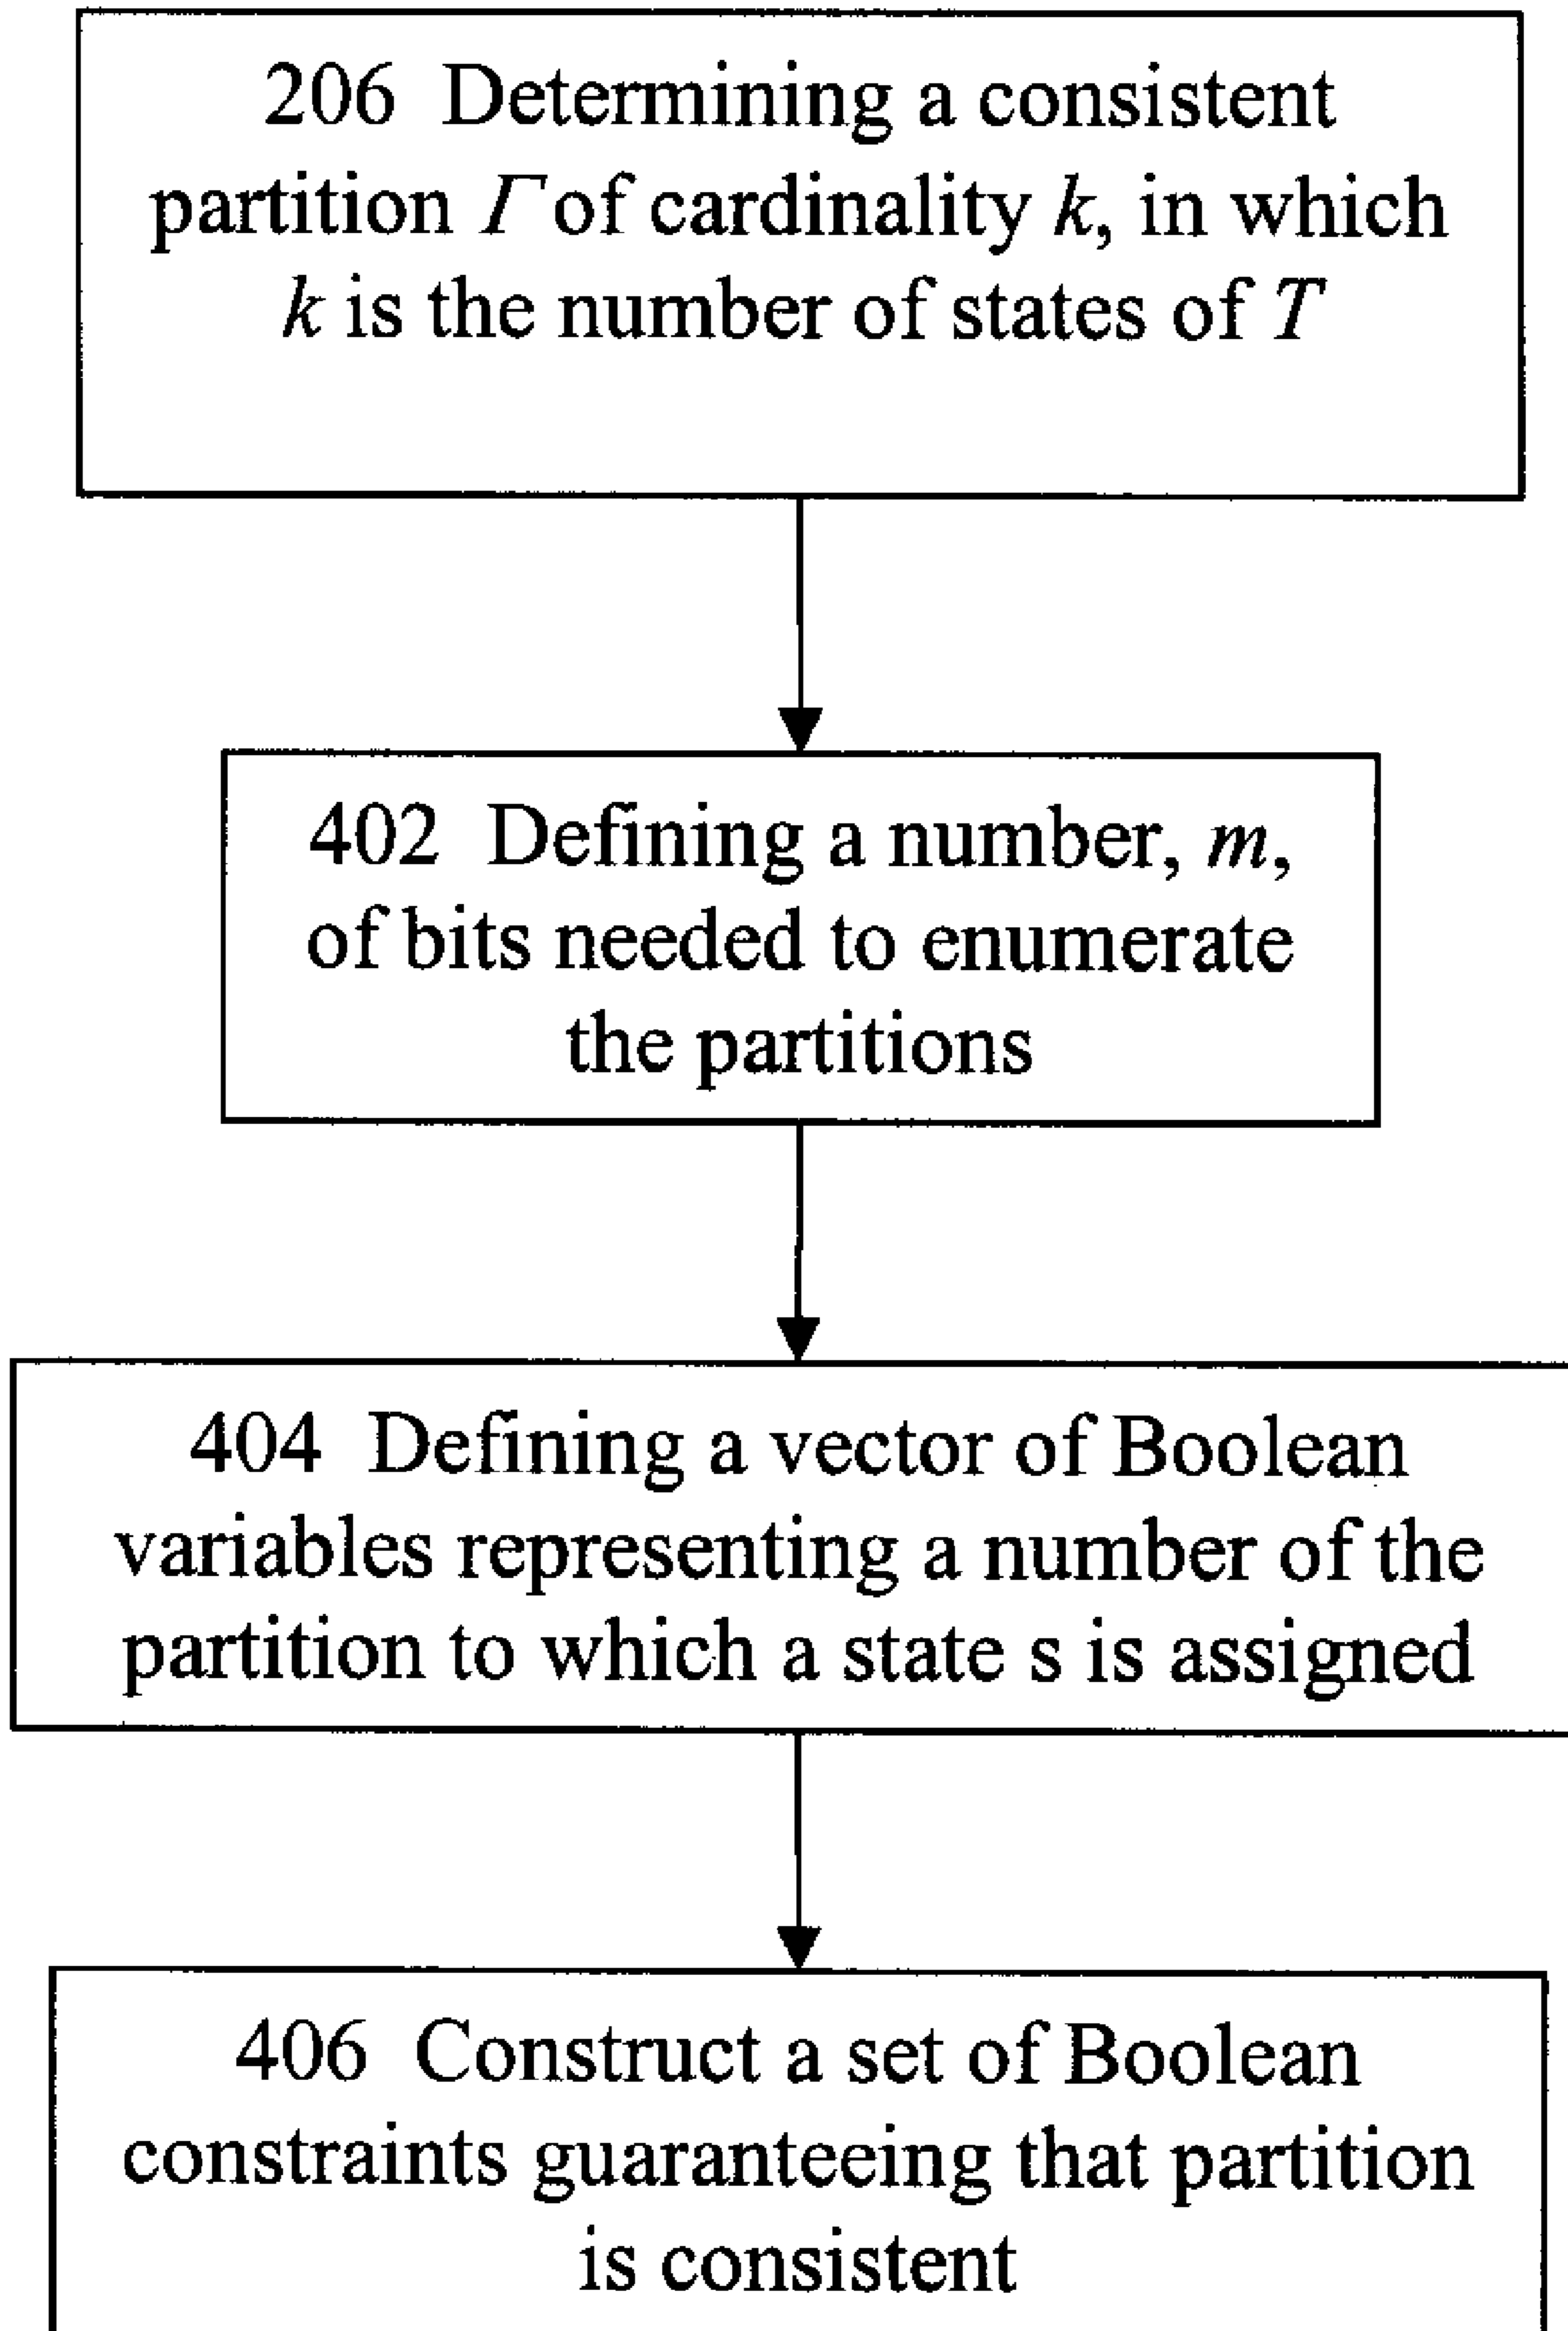 206 Determining a consistent
partition Γ of cardinality k, in which
k is the number of states of T
402 Defining a number, m,
of bits needed to enumerate
the partitions
404 Defining a vector of Boolean
variables representing a number of the
partition to which a state s is assigned
406 Construct a set of Boolean
constraints guaranteeing that partition
is consistent